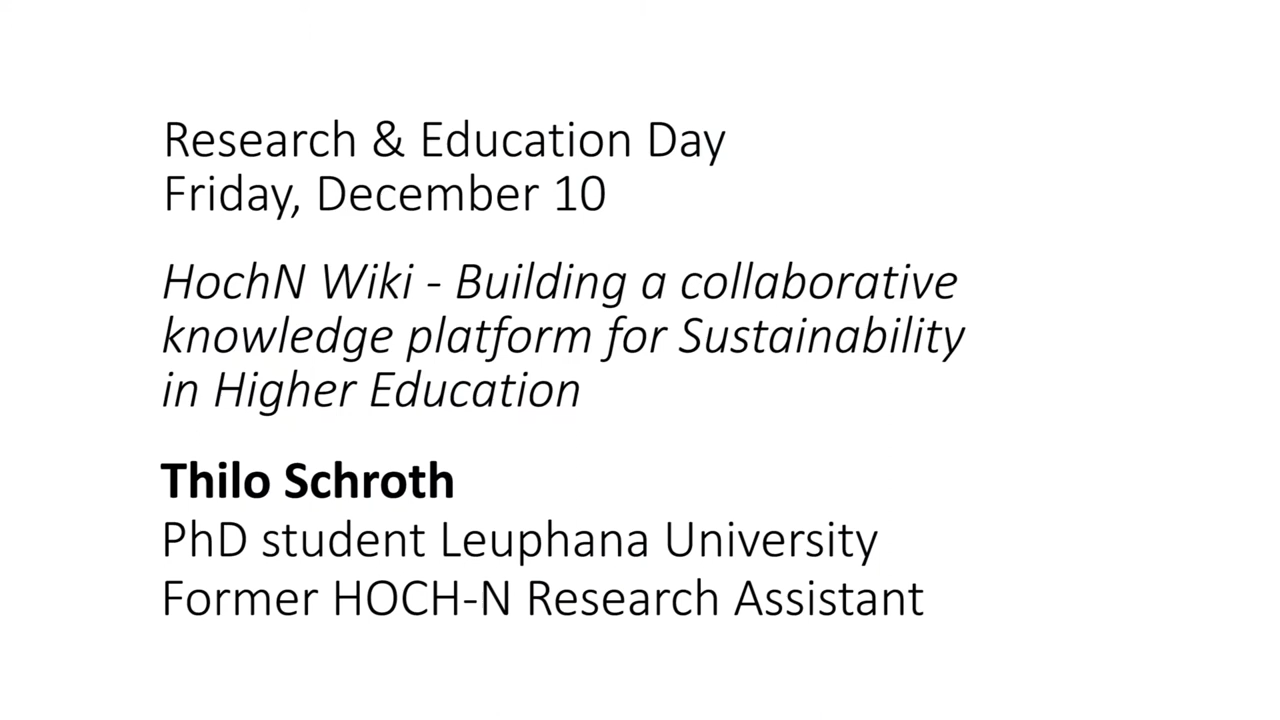 Research & Education Day
Friday, December 10
HochN Wiki - Building a collaborative
knowledge platform for Sustainability
in Higher Education
Thilo Schroth
PhD student Leuphana University
Former HOCH-N Research Assistant